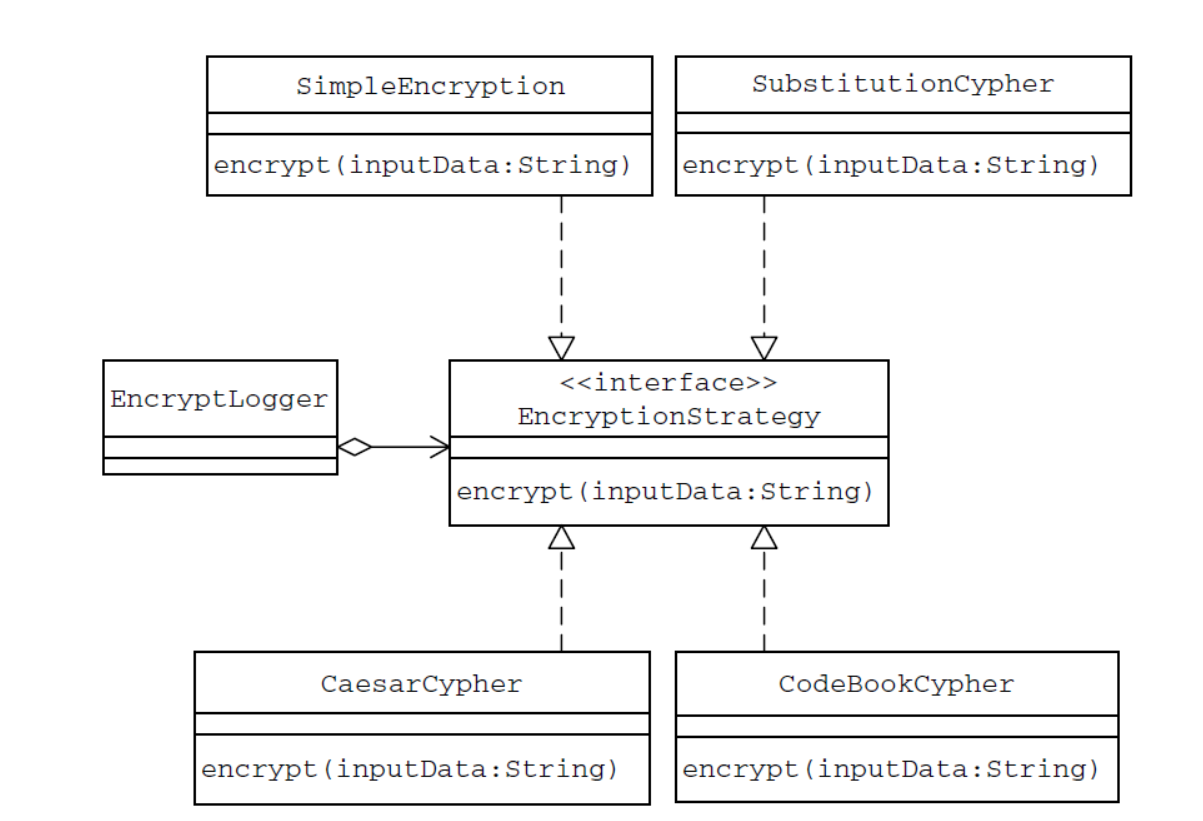 SimpleEncryption
encrypt(inputData:String)
SubstitutionCypher
encrypt(inputData:String)
EncryptLogger
<<interface>>
EncryptionStrategy
encrypt(inputData:String)
CaesarCypher
encrypt(inputData:String)
CodeBookCypher
encrypt(inputData:String)